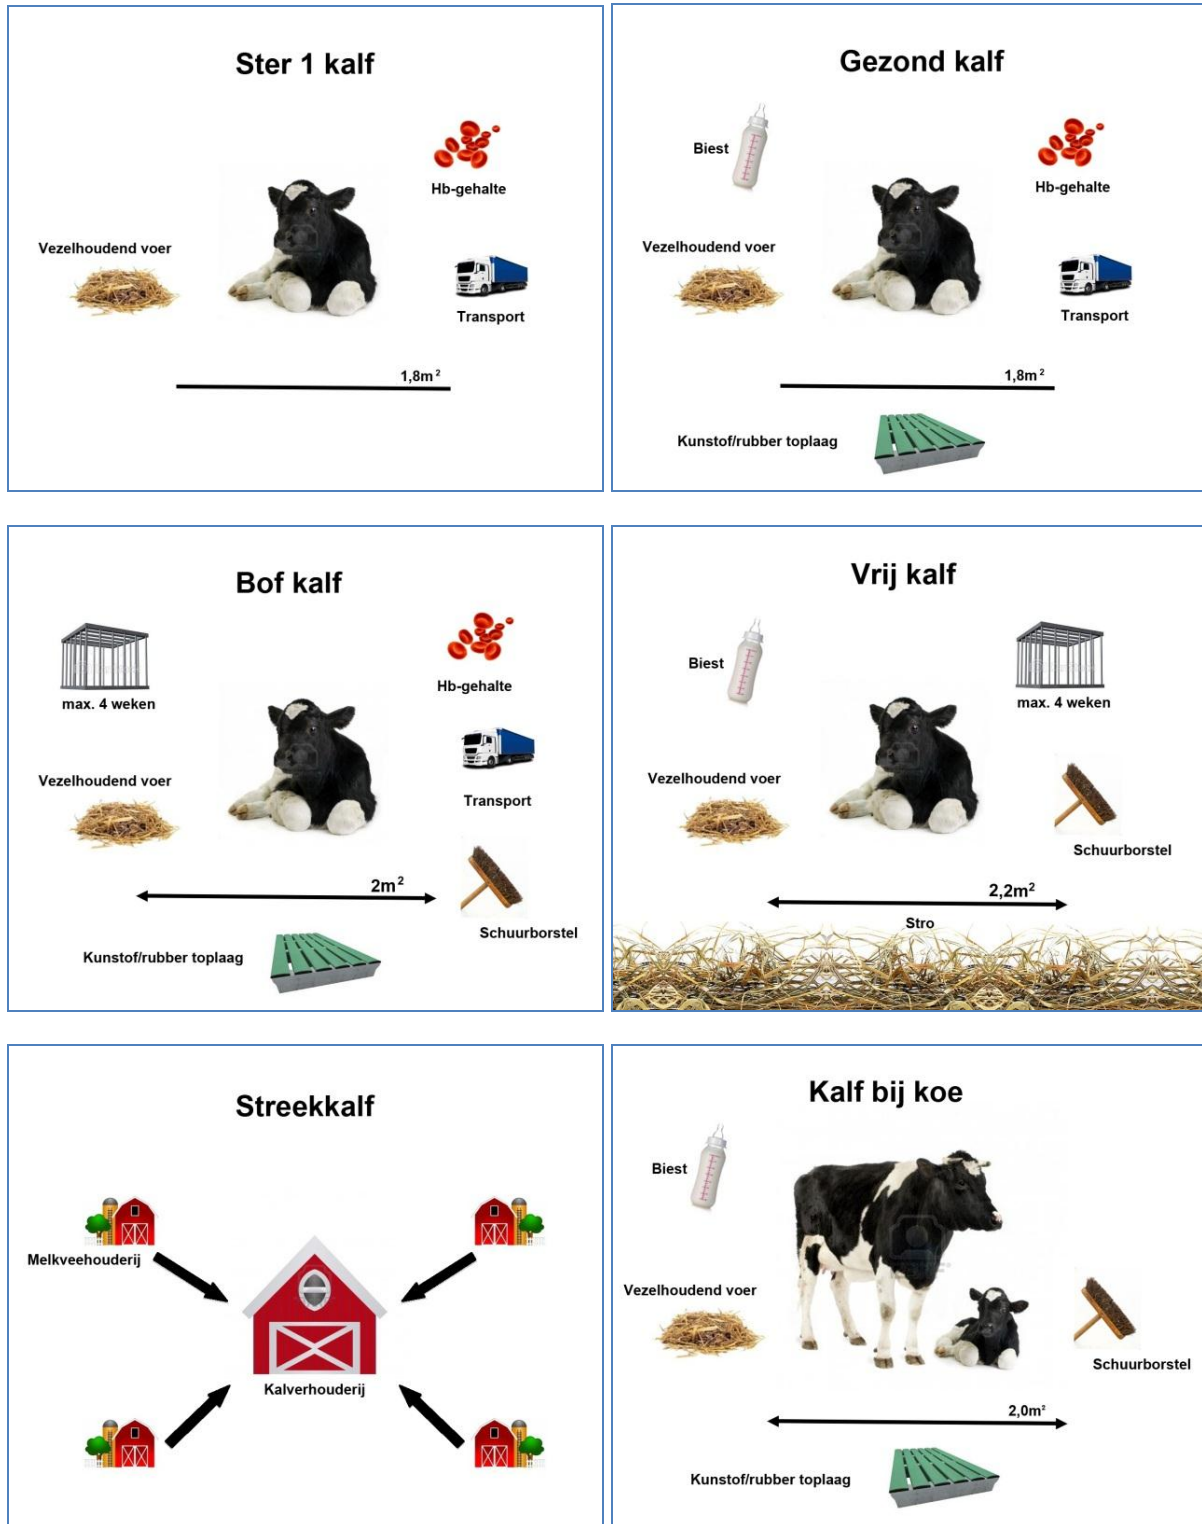 Ster 1 kalf
Hb-gehalte
Vezelhoudend voer
Transport
1,8m²
Gezond kalf
Biest
Hb-gehalte
Vezelhoudend voer
Transport
1,8m²
Kunstof/rubber toplaag
Bof kalf
max. 4 weken
Hb-gehalte
Vezelhoudend voer
Transport
2m²
Schuurborstel
Kunstof/rubber toplaag
Vrij kalf
Biest
max. 4 weken
Vezelhoudend voer
Schuurborstel
2,2m²
Stro
Streekkalf
Melkveehouderij
Kalverhouderij
Kalf bij koe
Biest
Vezelhoudend voer
Schuurborstel
2,0m²
Kunstof/rubber toplaag